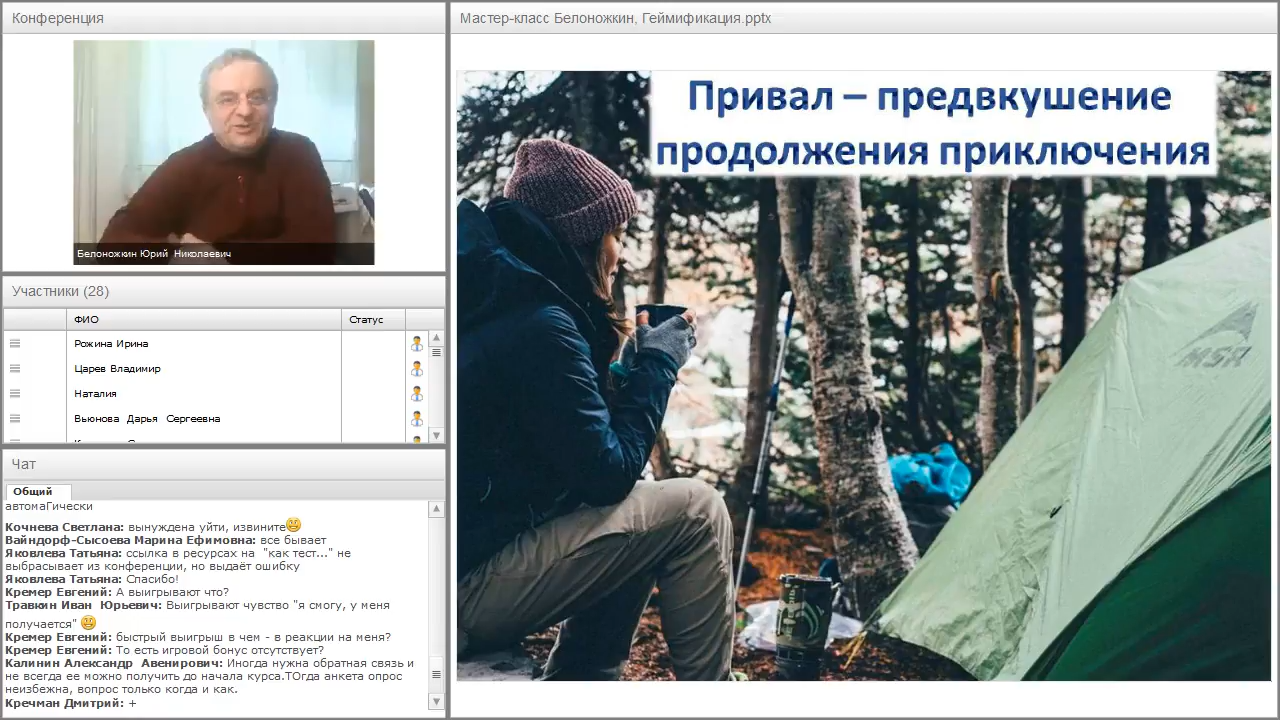 Конференция
Белоножкин Юрий Николаевич
Участники (28)
ФИО
Статус
Рожина Ирина
Царев Владимир
Наталия
Вьюнова Дарья Сергеевна
Чат
Общий
автомаГически
Кочнева Светлана: вынуждена уйти, извините
Вайндорф-Сысоева Марина Ефимовна: все бывает
Яковлева Татьяна: ссылка в ресурсах на "как тест..." не
выбрасывает из конференции, но выдаёт ошибку
Яковлева Татьяна: Спасибо!
Кремер Евгений: А выигрывают что?
Травкин Иван Юрьевич: Выигрывают чувство "я смогу, у меня
получается"
Кремер Евгений: быстрый выигрыш в чем - в реакции на меня?
Кремер Евгений: То есть игровой бонус отсутствует?
Калинин Александр Авенирович: Иногда нужна обратная связь и
не всегда ее можно получить до начала курса.ТОгда анкета опрос
неизбежна, вопрос только когда и как.
Кречман Дмитрий: +
Мастер-класс Белоножкин, Геймификация.pptx
Привал – предвкушение
продолжения приключения
MSR